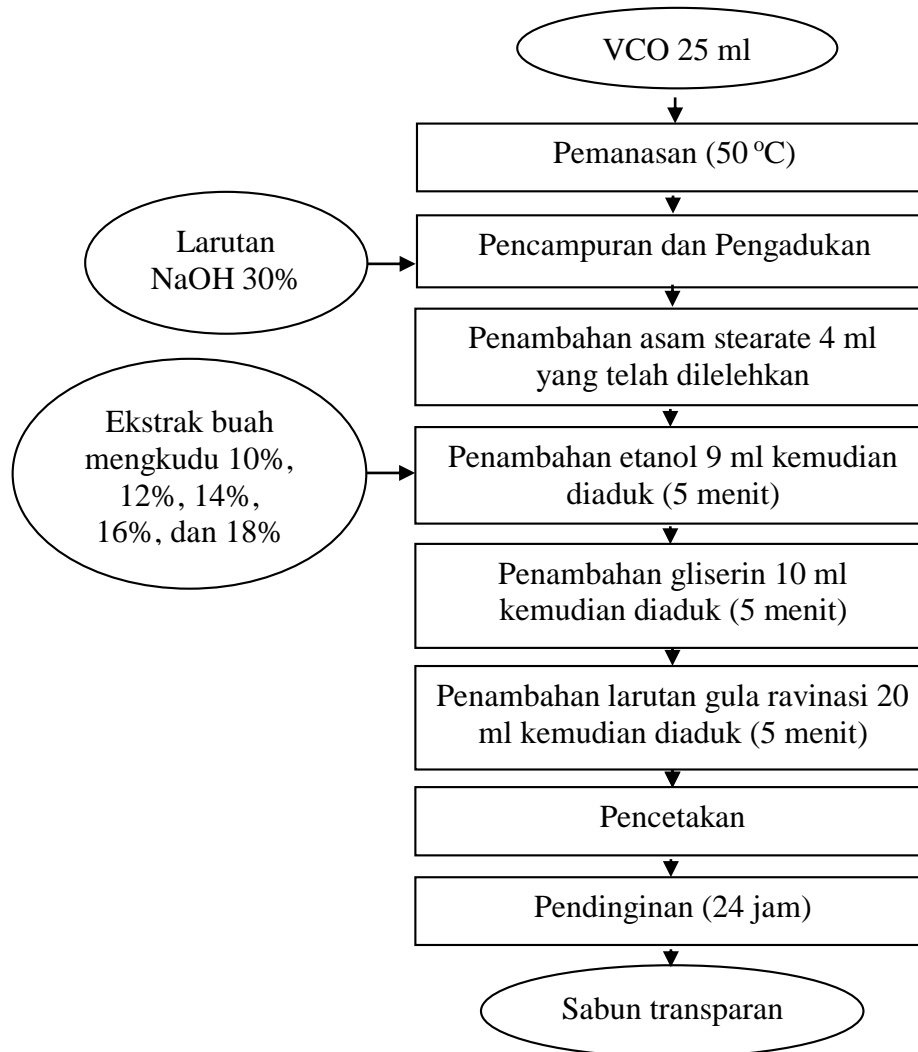 VCO 25 ml
Pemanasan (50 °C)
Larutan
NaOH 30%
Pencampuran dan Pengadukan
Penambahan asam stearate 4 ml
yang telah dilelehkan
Ekstrak buah
mengkudu 10%,
12%, 14%,
16%, dan 18%
Penambahan etanol 9 ml kemudian
diaduk (5 menit)
Penambahan gliserin 10 ml
kemudian diaduk (5 menit)
Penambahan larutan gula ravinasi 20
ml kemudian diaduk (5 menit)
Pencetakan
Pendinginan (24 jam)
Sabun transparan